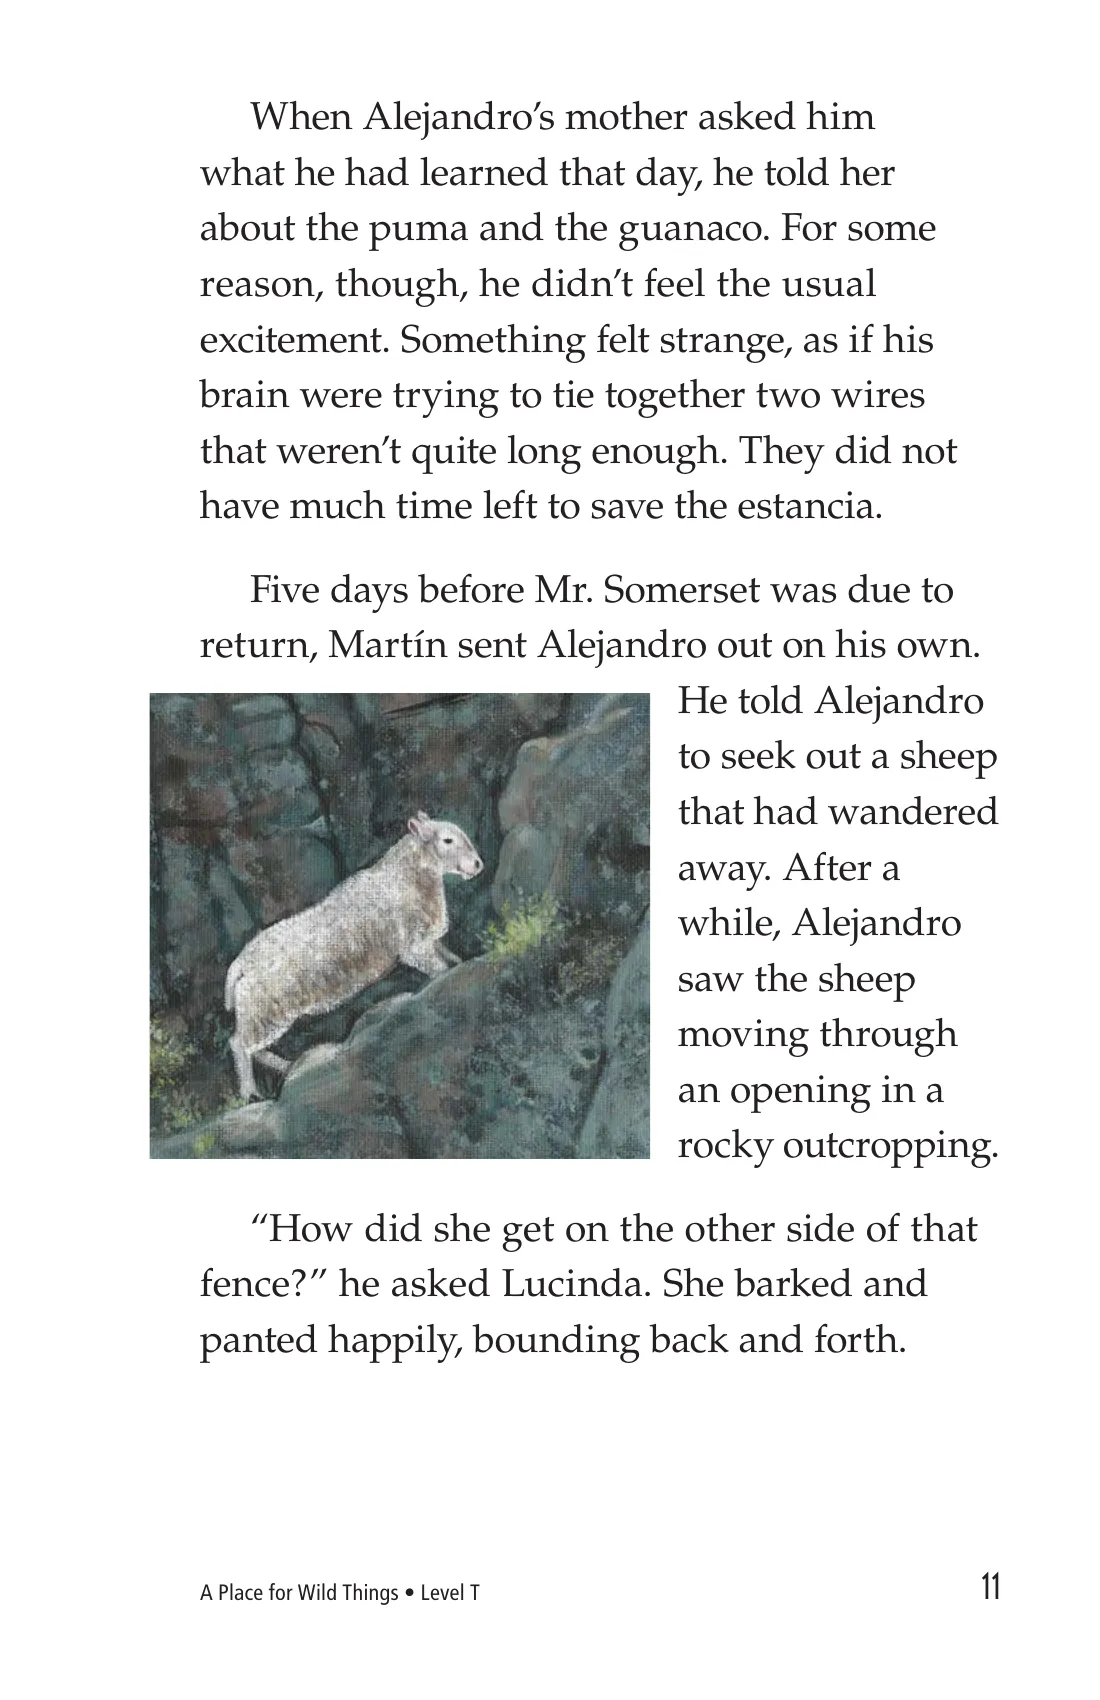 When Alejandro’s mother asked him
what he had learned that day, he told her
about the puma and the guanaco. For some
reason, though, he didn’t feel the usual
excitement. Something felt strange, as if his
brain were trying to tie together two wires
that weren’t quite long enough. They did not
have much time left to save the estancia.
Five days before Mr. Somerset was due to
return, Martín sent Alejandro out on his own.
He told Alejandro
to seek out a sheep
that had wandered
away. After a
while, Alejandro
saw the sheep
moving through
an opening in a
rocky outcropping.
“How did she get on the other side of that
fence?” he asked Lucinda. She barked and
panted happily, bounding back and forth.
A Place for Wild Things • Level T
11